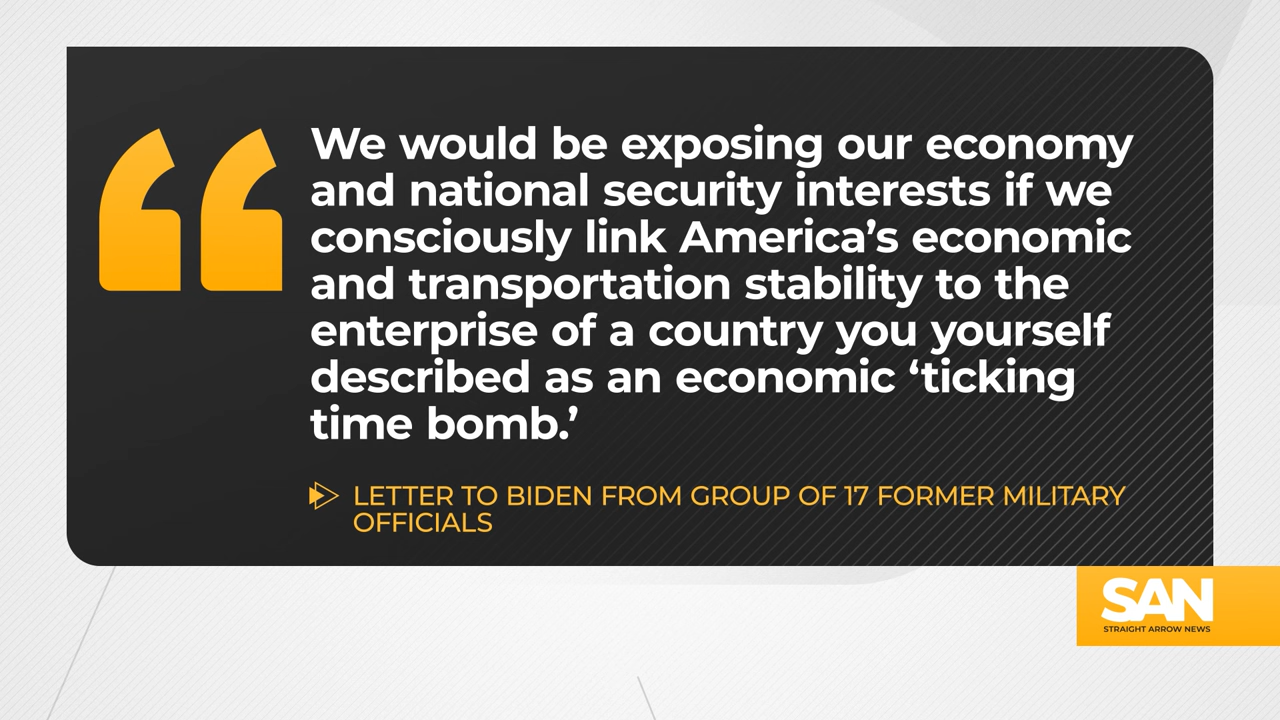 We would be exposing our economy
and national security interests if we
consciously link America’s economic
and transportation stability to the
enterprise of a country you yourself
described as an economic ‘ticking
time bomb.’
LETTER TO BIDEN FROM GROUP OF 17 FORMER MILITARY
OFFICIALS
SAN
STRAIGHT ARROW NEWS